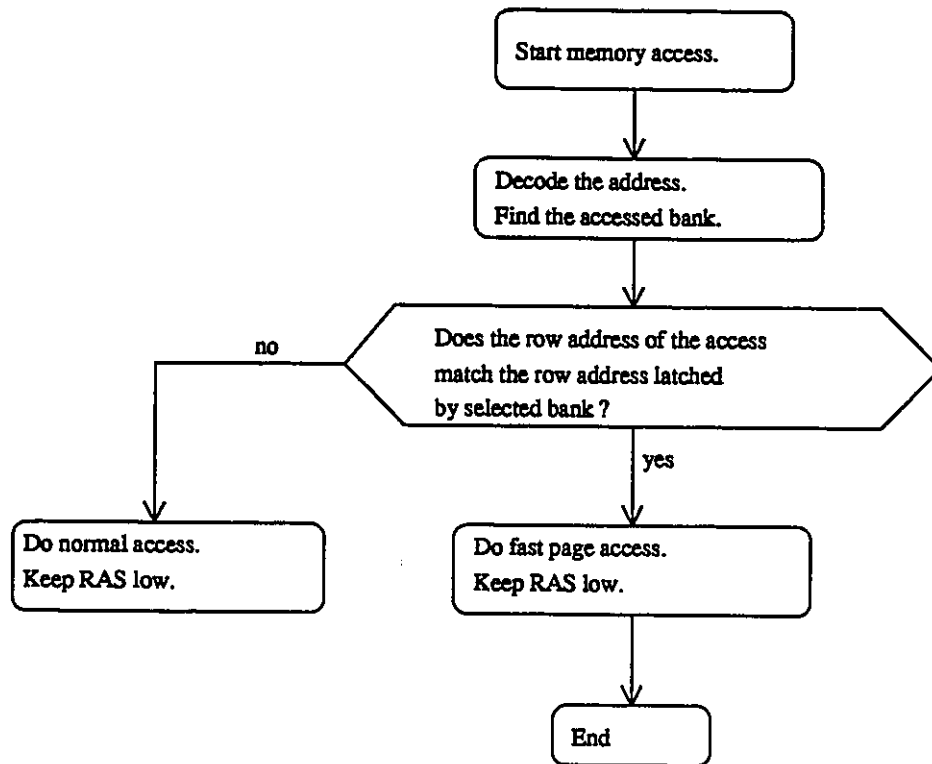 Start memory access.
Decode the address.
Find the accessed bank.
Does the row address of the access
match the row address latched
by selected bank ?
no
yes
Do normal access.
Keep RAS low.
Do fast page access.
Keep RAS low.
End